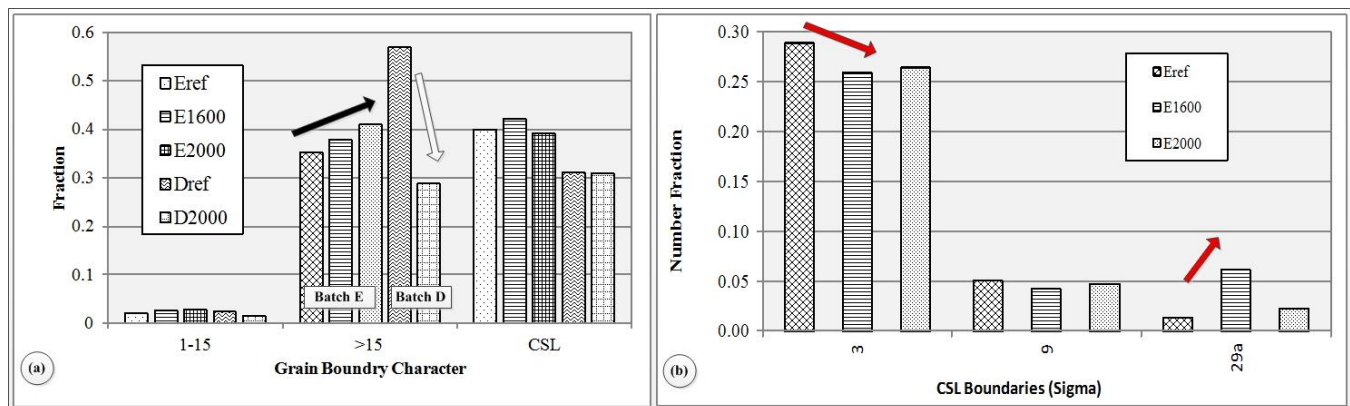 0.6
0.5
0.4
0.3
0.2
0.1
0
Fraction
Eref
E1600
E2000
Dref
D2000
Batch E
Batch D
1-15
>15
CSL
Grain Boundry Character
(a)
0.30
0.25
0.20
0.15
0.10
0.05
0.00
Number Fraction
Eref
E1600
E2000
3
9
29a
CSL Boundaries (Sigma)
(b)